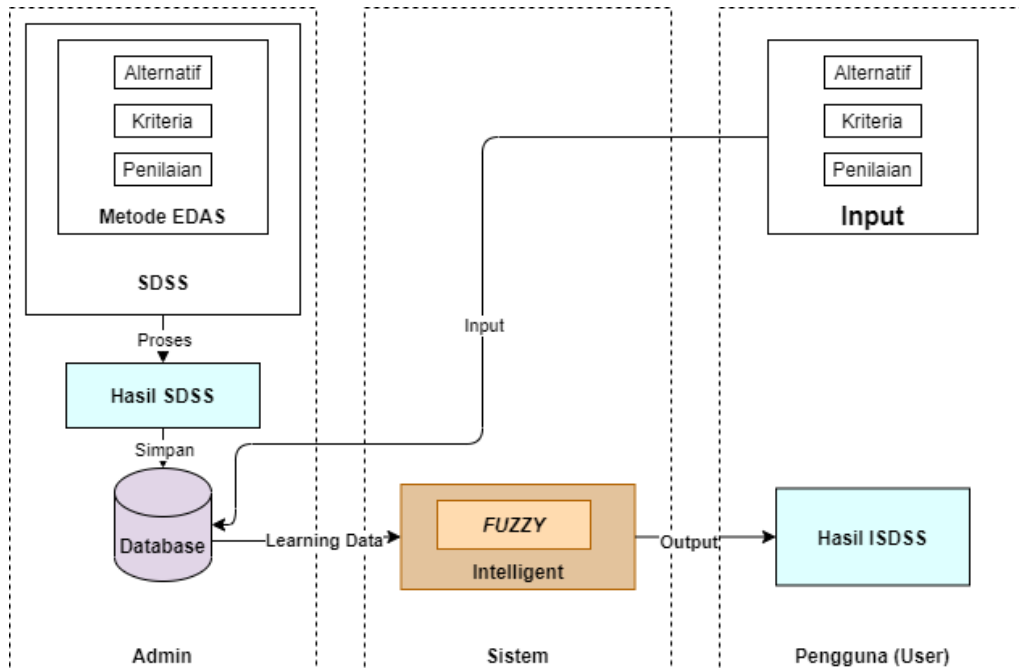 Alternatif
Kriteria
Penilaian
Metode EDAS
SDSS
Proses
Hasil SDSS
Simpan
Database
Admin
Input
Learning Data
FUZZY
Intelligent
Sistem
Output
Alternatif
Kriteria
Penilaian
Input
Hasil ISDSS
Pengguna (User)